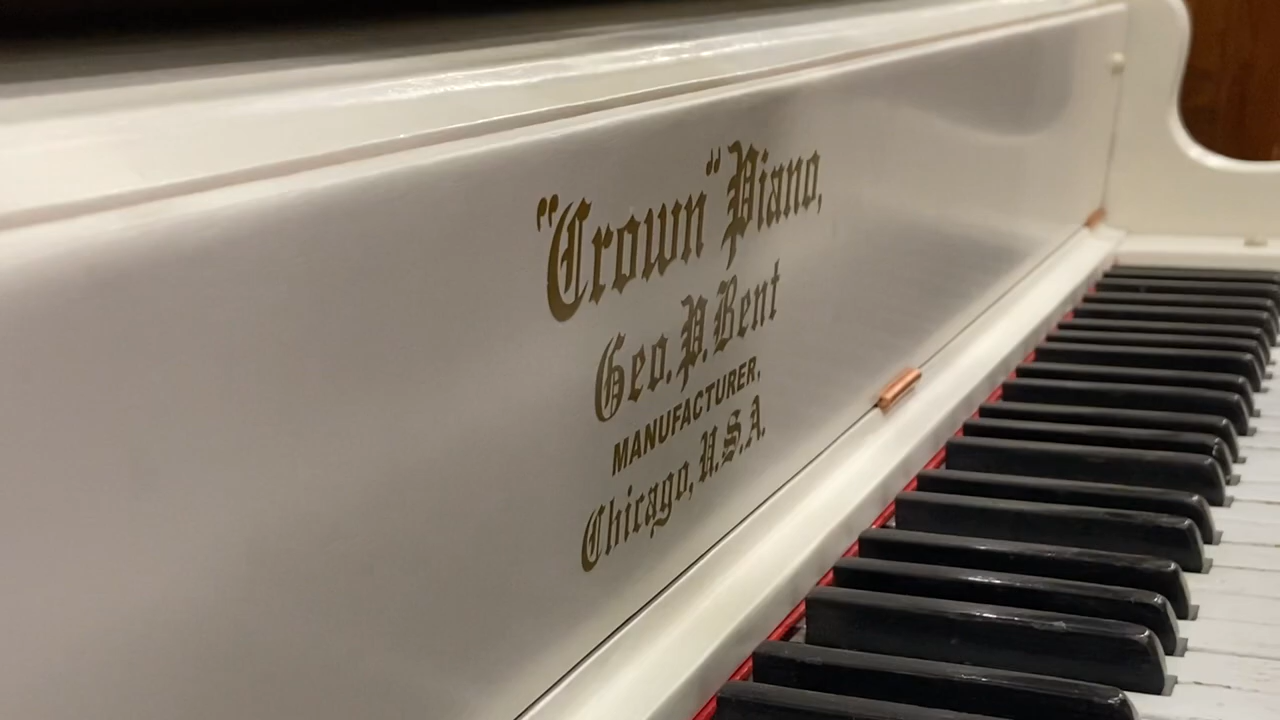 "Crown" Piano,
Geo. P. Bent
MANUFACTURER,
Chicago, U.S.A.